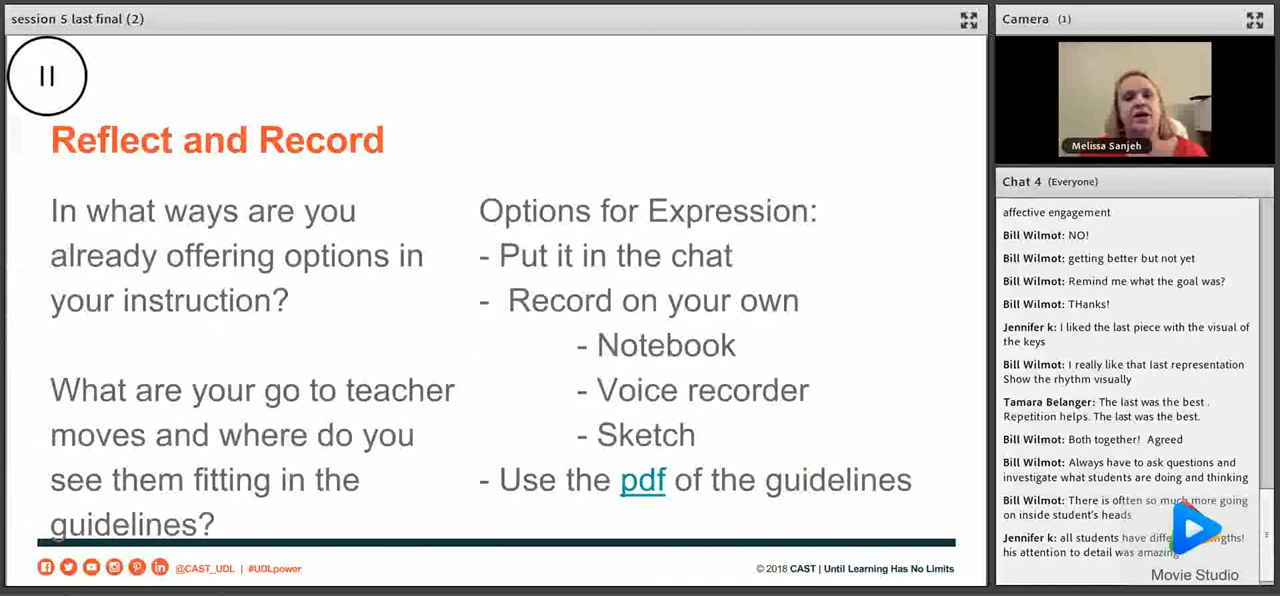 session 5 last final (2)
Reflect and Record
In what ways are you
already offering options in
your instruction?
What are your go to teacher
moves and where do you
see them fitting in the
guidelines?
Options for Expression:
- Put it in the chat
- Record on your own
- Notebook
- Voice recorder
- Sketch
- Use the pdf of the guidelines
@CAST_UDL | #UDLpower
© 2018 CAST | Until Learning Has No Limits
Camera (1)
Melissa Sanjeh
Chat 4 (Everyone)
affective engagement
Bill Wilmot: NO!
Bill Wilmot: getting better but not yet
Bill Wilmot: Remind me what the goal was?
Bill Wilmot: THanks!
Jennifer k: I liked the last piece with the visual of
the keys
Bill Wilmot: I really like that last representation
Show the rhythm visually
Tamara Belanger: The last was the best .
Repetition helps. The last was the best.
Bill Wilmot: Both together! Agreed
Bill Wilmot: Always have to ask questions and
investigate what students are doing and thinking
Bill Wilmot: There is often so much more going
on inside student's heads
Jennifer k: all students have
his attention to detail was amazing
Movie Studio